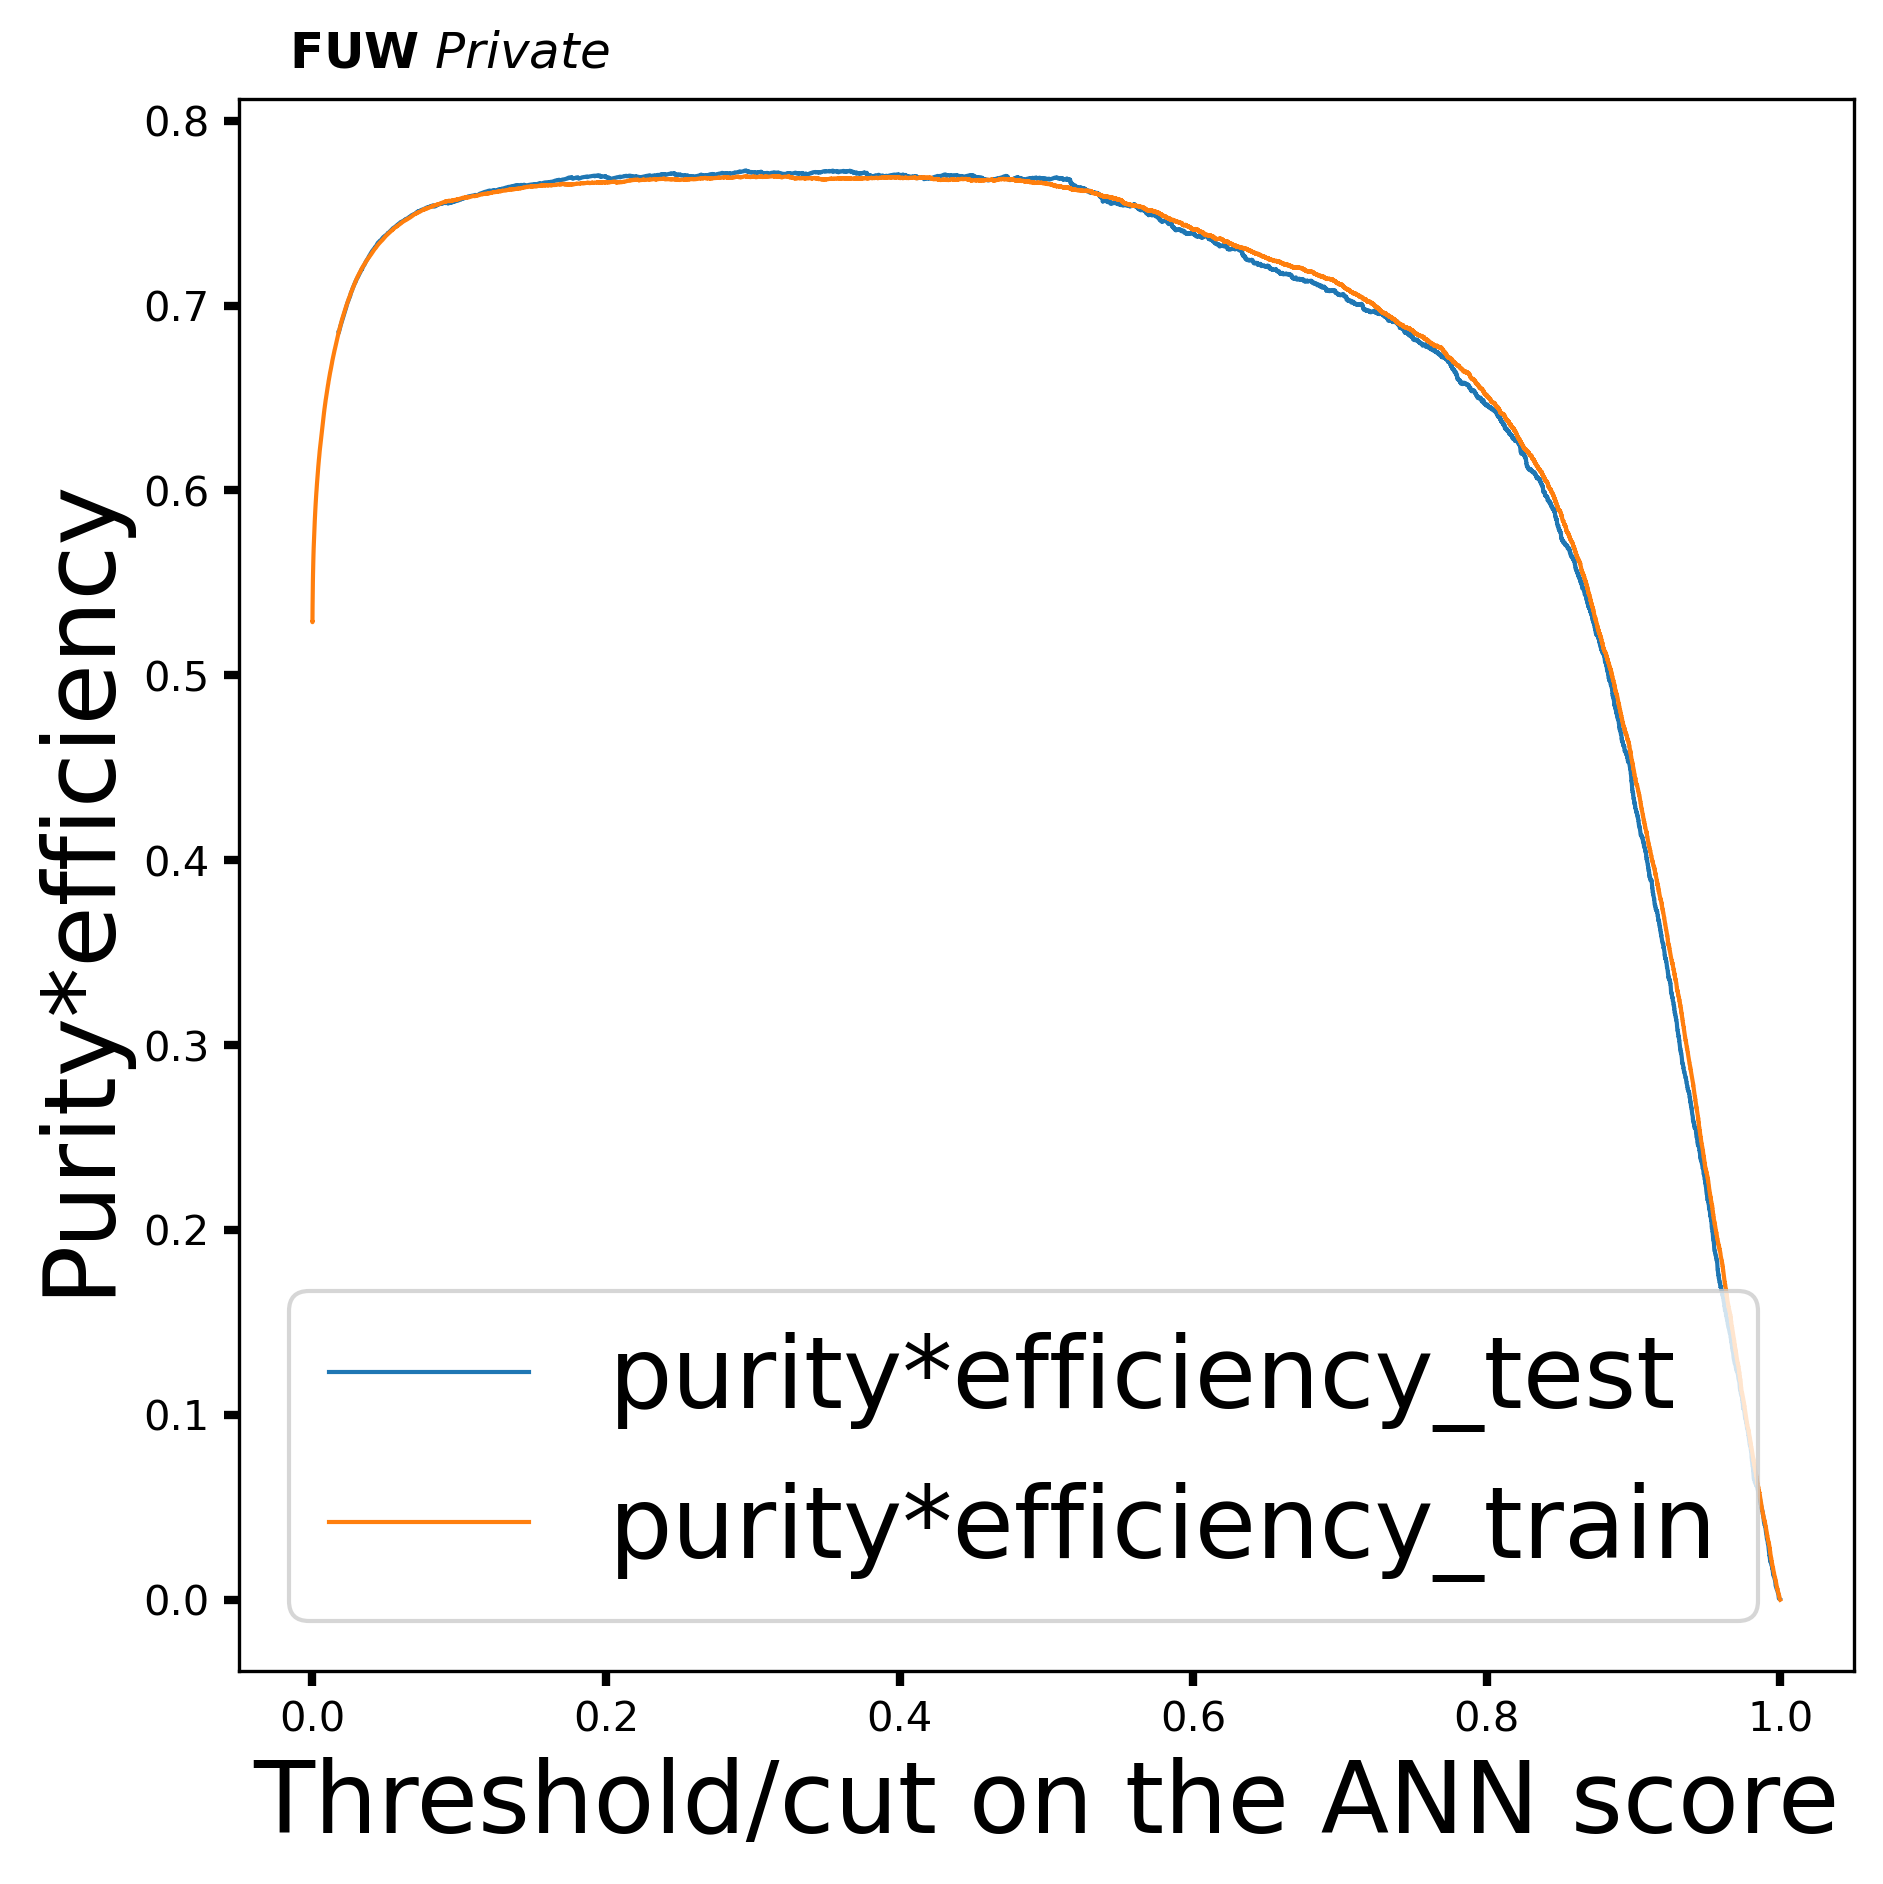 FUW Private
Purity*efficiency
0.8
0.7
0.6
0.5
0.4
0.3
0.2
0.1
0.0
purity*efficiency_test
purity*efficiency_train
0.0 0.2 0.4 0.6 0.8 1.0
Threshold/cut on the ANN score